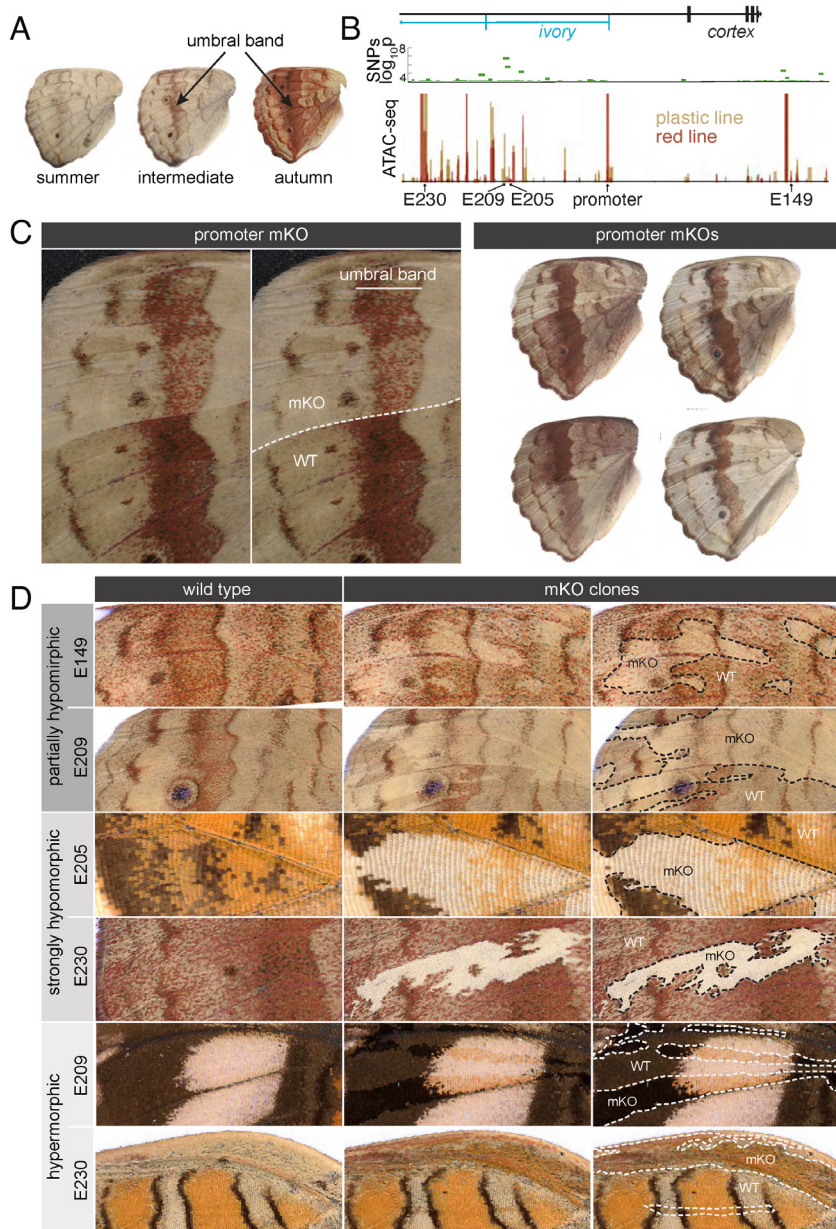 A
umbral band
summer
intermediate
autumn
B
ivory
cortex
SNPs
log10p
8
4
ATAC-seq
plastic line
red line
E230
E209
E205
promoter
E149
C
promoter mKO
promoter mKOs
umbral band
mKO
WT
D
wild type
mKO clones
partially hypomirphic
E149
mKO
WT
E209
mKO
WT
strongly hypomorphic
E205
WT
mKO
E230
WT
mKO
hypermorphic
E209
WT
mKO
E230
mKO
WT